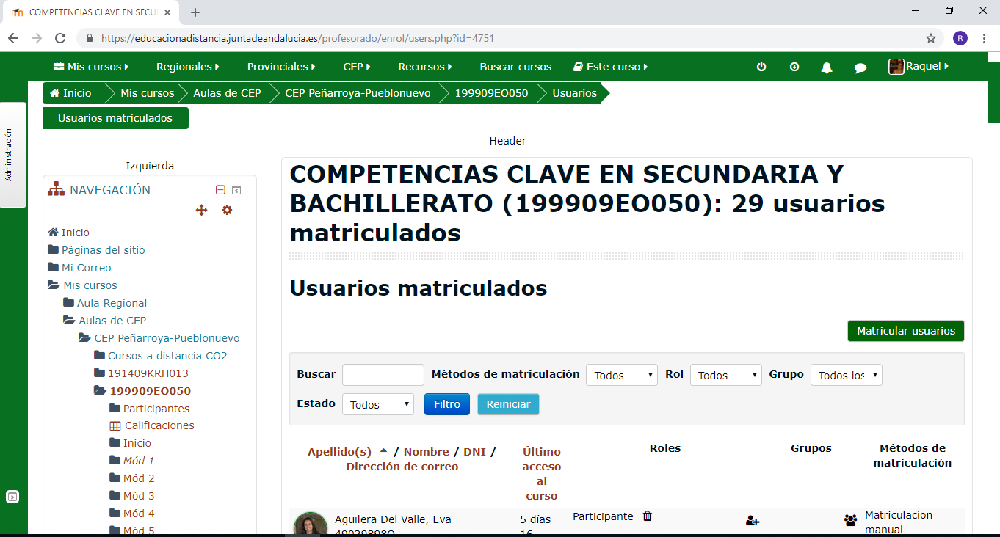 COMPETENCIAS CLAVE EN SECU
https://educacionadistancia.juntadeandalucia.es/profesorado/enrol/users.php?id=4751
R
Mis cursos Regionales Provinciales CEP Recursos Buscar cursos Este curso Raquel
Inicio Mis cursos Aulas de CEP CEP Peñarroya-Pueblonuevo 199909EO050 Usuarios
Usuarios matriculados
Administración
Header
Izquierda
NAVEGACIÓN
Inicio
Páginas del sitio
Mi Correo
Mis cursos
Aula Regional
Aulas de CEP
CEP Peñarroya-Pueblonuevo
Cursos a distancia CO2
191409KRH013
199909EO050
Participantes
Calificaciones
Inicio
Mód 1
Mód 2
Mód 3
Mód 4
Mód 5
COMPETENCIAS CLAVE EN SECUNDARIA Y
BACHILLERATO (199909EO050): 29 usuarios
matriculados
Usuarios matriculados
Matricular usuarios
Buscar Métodos de matriculación Todos Rol Todos Grupo Todos los
Estado Todos Filtro Reiniciar
Apellido(s) / Nombre / DNI /
Dirección de correo
Último
acceso
al
curso
Roles
Grupos
Métodos de
matriculación
Aguilera Del Valle, Eva
5 días
16
Participante
Matriculacion
manual